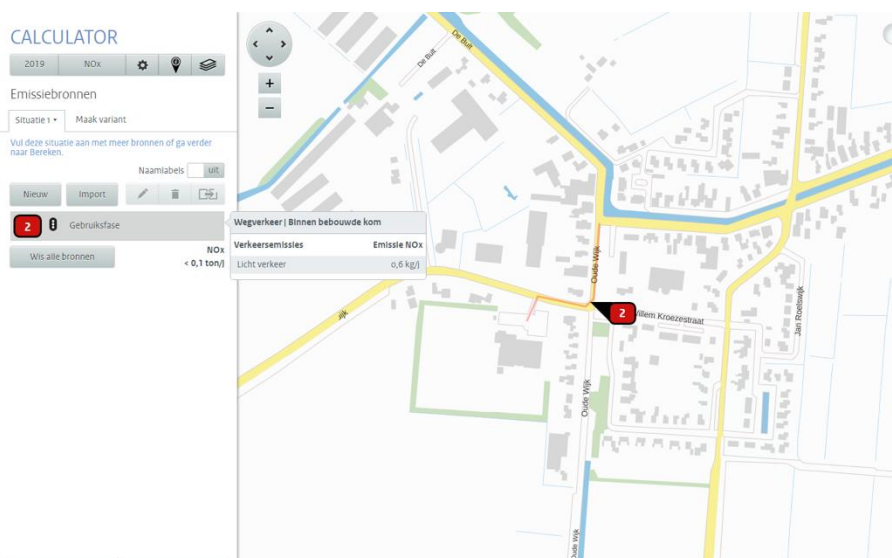 CALCULATOR
2019 NOx
Emissiebronnen
Situatie 1 Maak variant
Vul deze situatie aan met meer bronnen of ga verder
naar Bereken.
Naamlabels uit
Nieuw Import
2 Gebruiksfase
Wis alle bronnen
NOx
< 0,1 ton/j
Wegverkeer | Binnen bebouwde kom
Verkeersemissies Emissie NOx
Licht verkeer 0,6 kg/j
+
−
De Bult
De Bult
Oude Wijk
2
Willem Kroezestraat
Jan Roelswijk
ijk
Oude Wijk
Oude Wijk